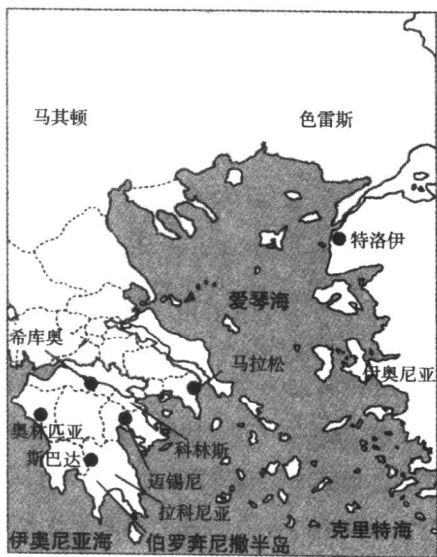 马其顿
色雷斯
特洛伊
爱琴海
希库奥
马拉松
伊奥尼亚
奥林匹亚
科林斯
斯巴达
迈锡尼
拉科尼亚
克里特海
伊奥尼亚海
伯罗奔尼撒半岛